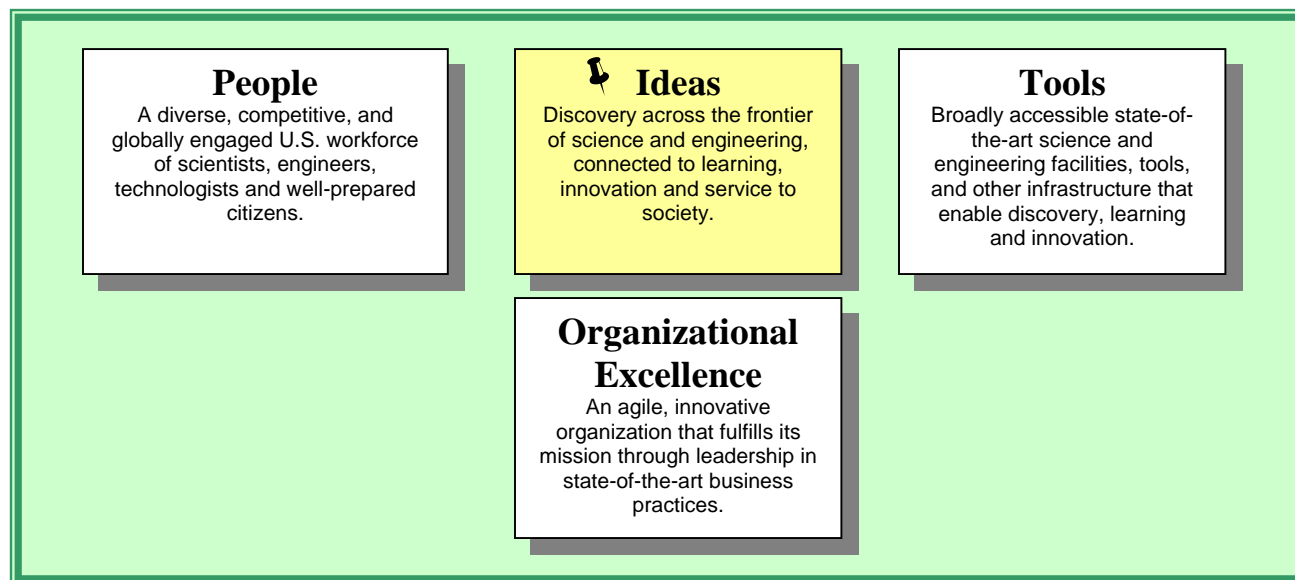 People
A diverse, competitive, and
globally engaged U.S. workforce
of scientists, engineers,
technologists and well-prepared
citizens.
Ideas
Discovery across the frontier
of science and engineering,
connected to learning,
innovation and service to
society.
Tools
Broadly accessible state-of-
the-art science and
engineering facilities, tools,
and other infrastructure that
enable discovery, learning
and innovation.
Organizational
Excellence
An agile, innovative
organization that fulfills its
mission through leadership in
state-of-the-art business
practices.